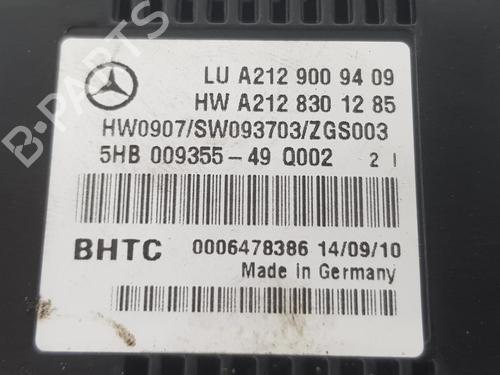 LU A212 900 94 09
HW A212 830 12 85
HW0907/SW093703/ZGS003
5HB 009355-49 Q002 2 I
BHTC 0006478386 14/09/10
Made in Germany